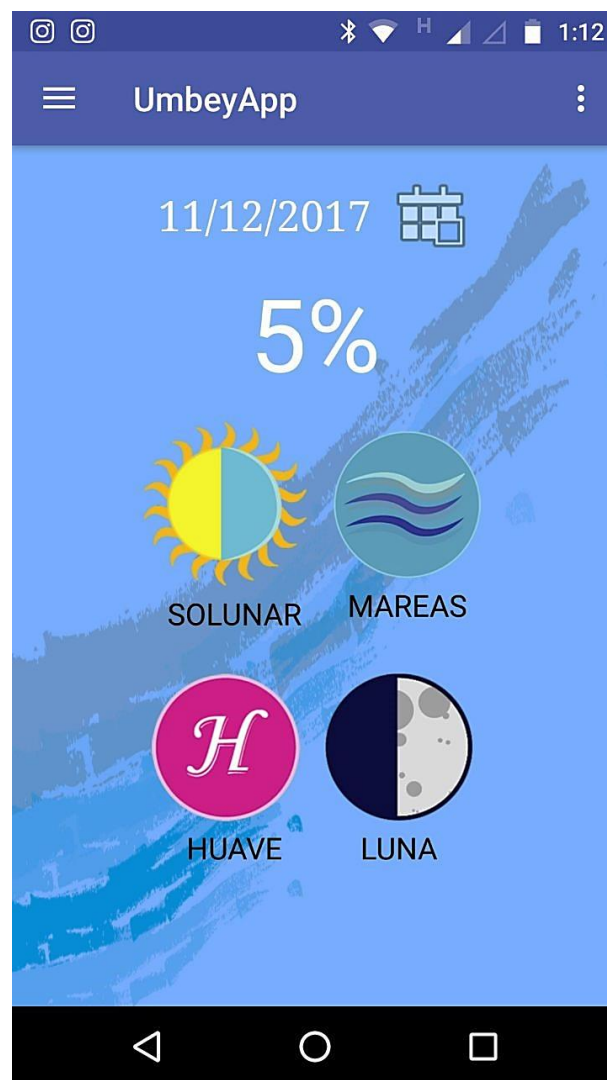 H 1:12
UmbeyApp
11/12/2017
5%
SOLUNAR MAREAS
H
HUAVE LUNA